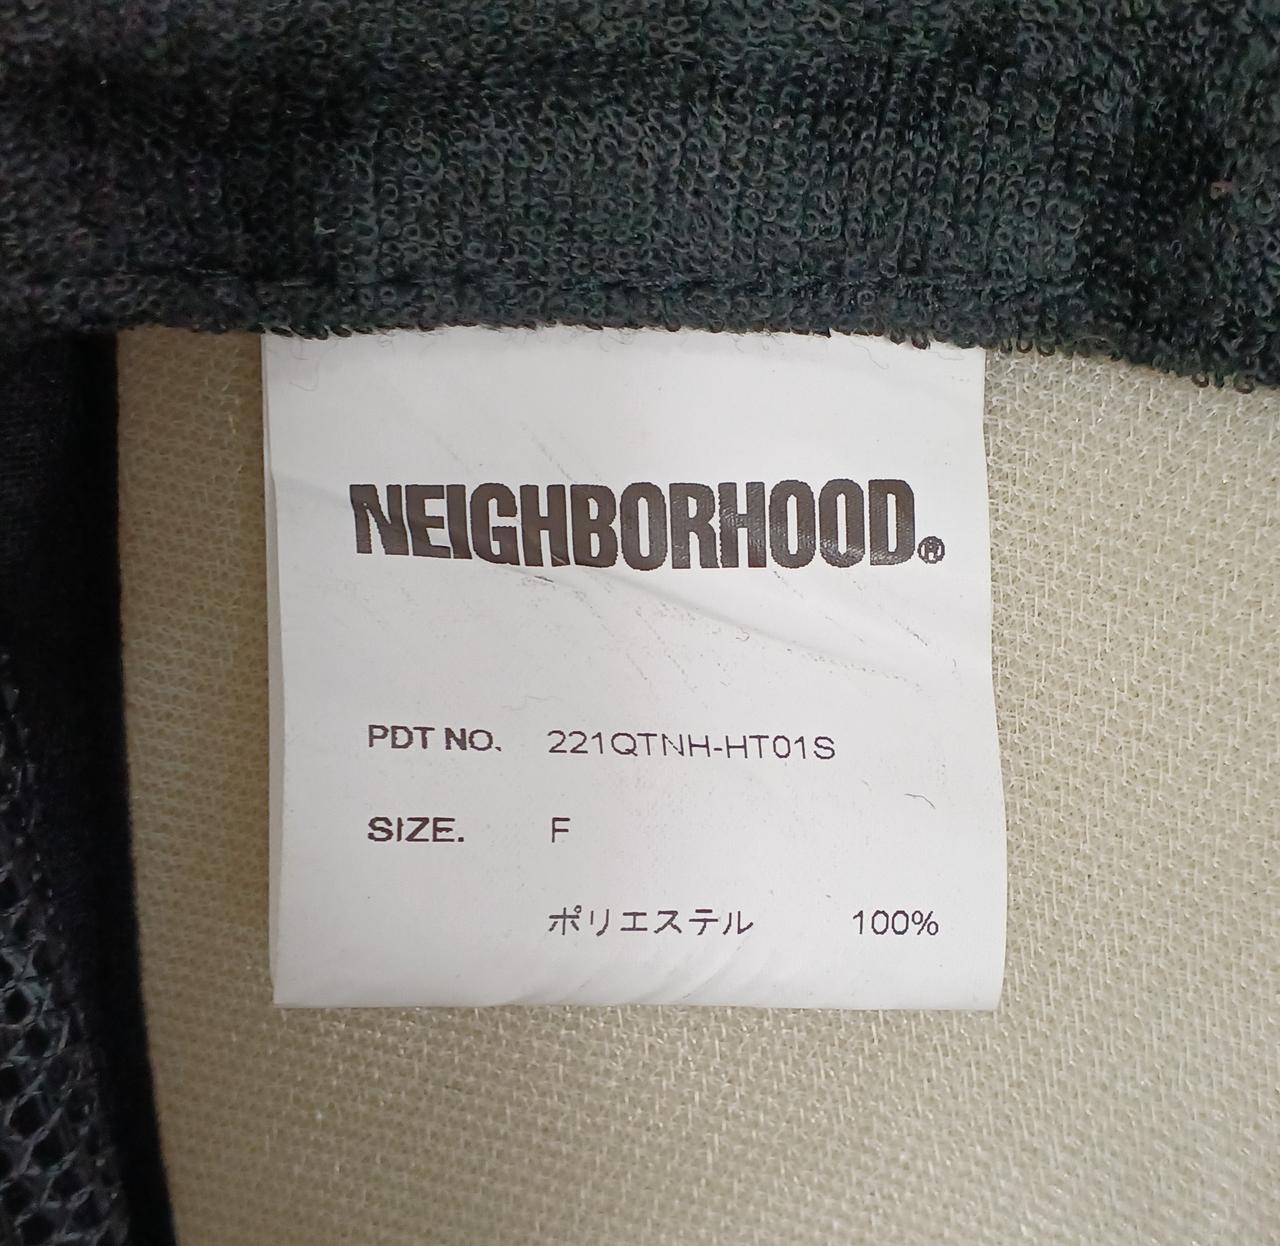 NEIGHBORHOOD®
PDT NO. 221QTNH-HT01S
SIZE. F
ポリエステル 100%